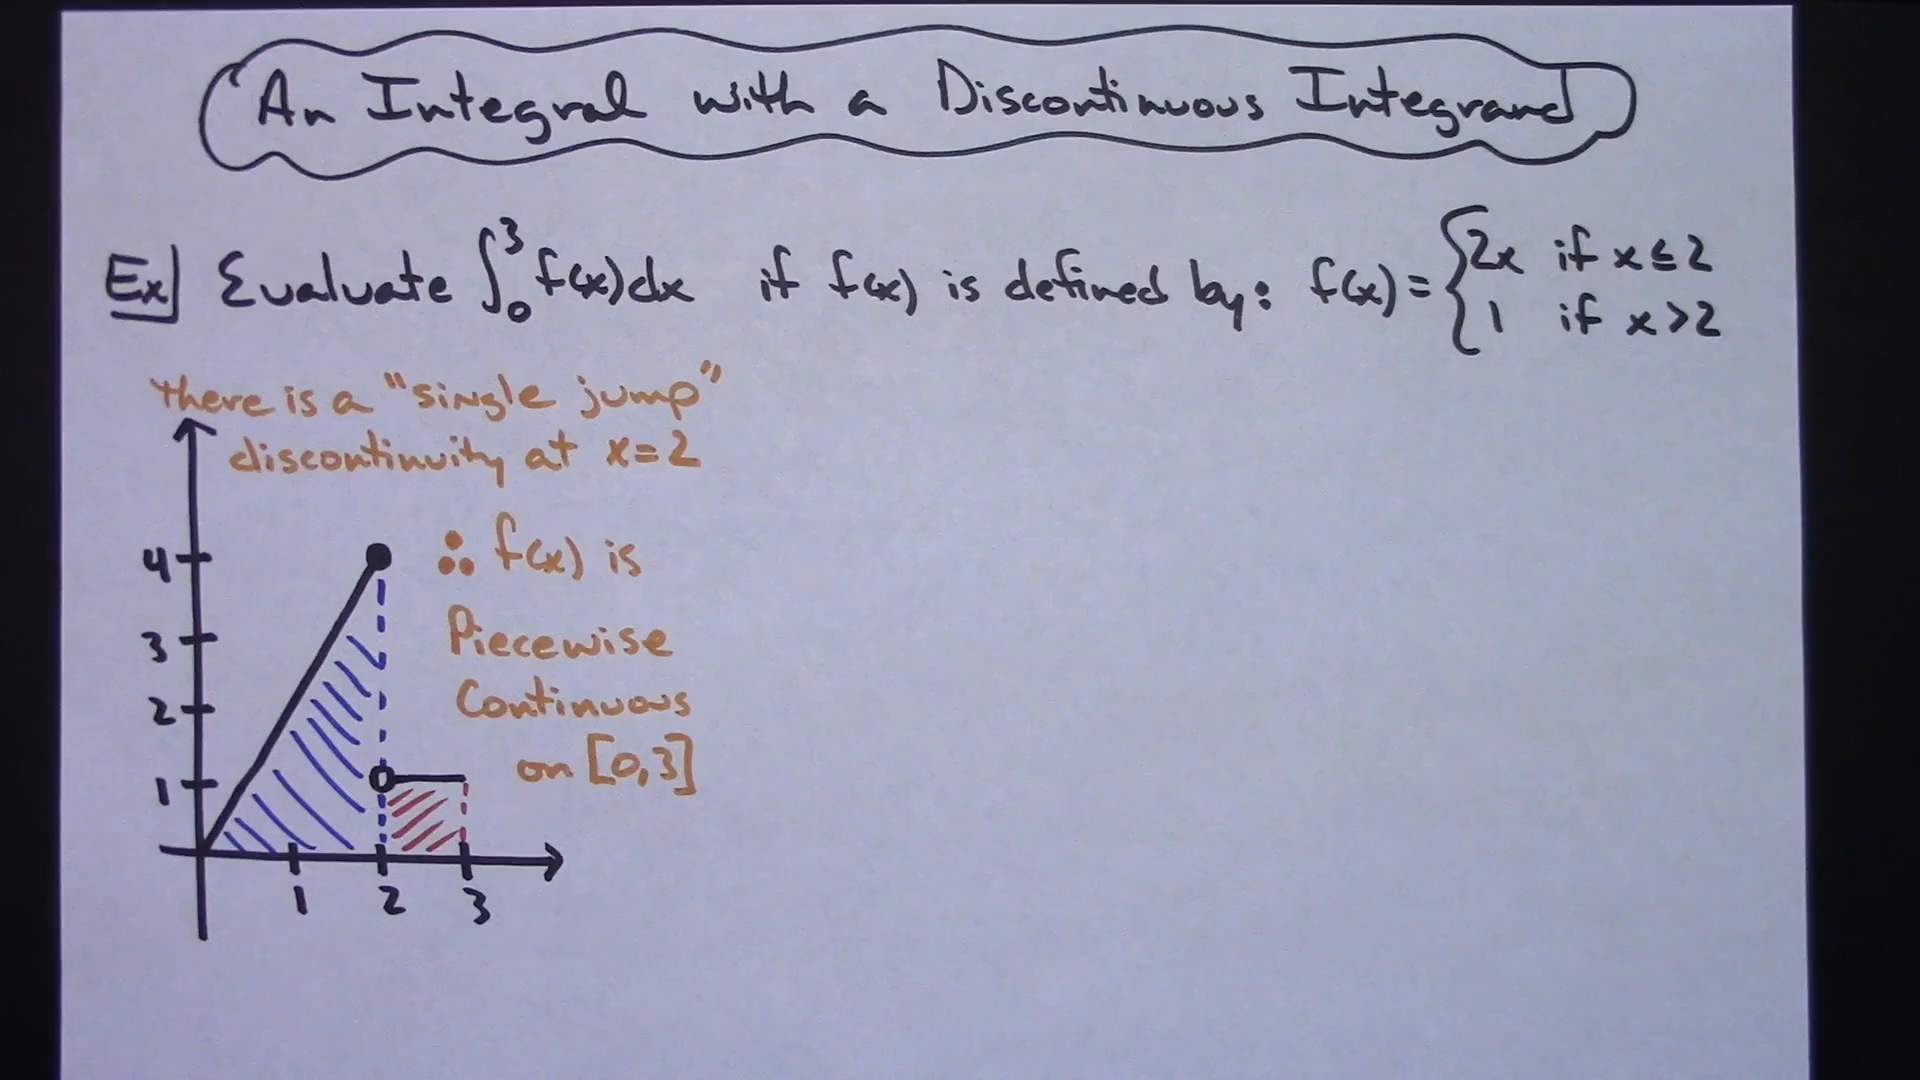 An Integral with a Discontinuous Integrand
Ex] Evaluate ∫₀³ f(x)dx if f(x) is defined by: f(x) = { 2x if x ≤ 2
1 if x > 2
there is a "single jump"
discontinuity at x=2
∴ f(x) is
Piecewise
Continuous
on [0,3]
4
3
2
1
1 2 3